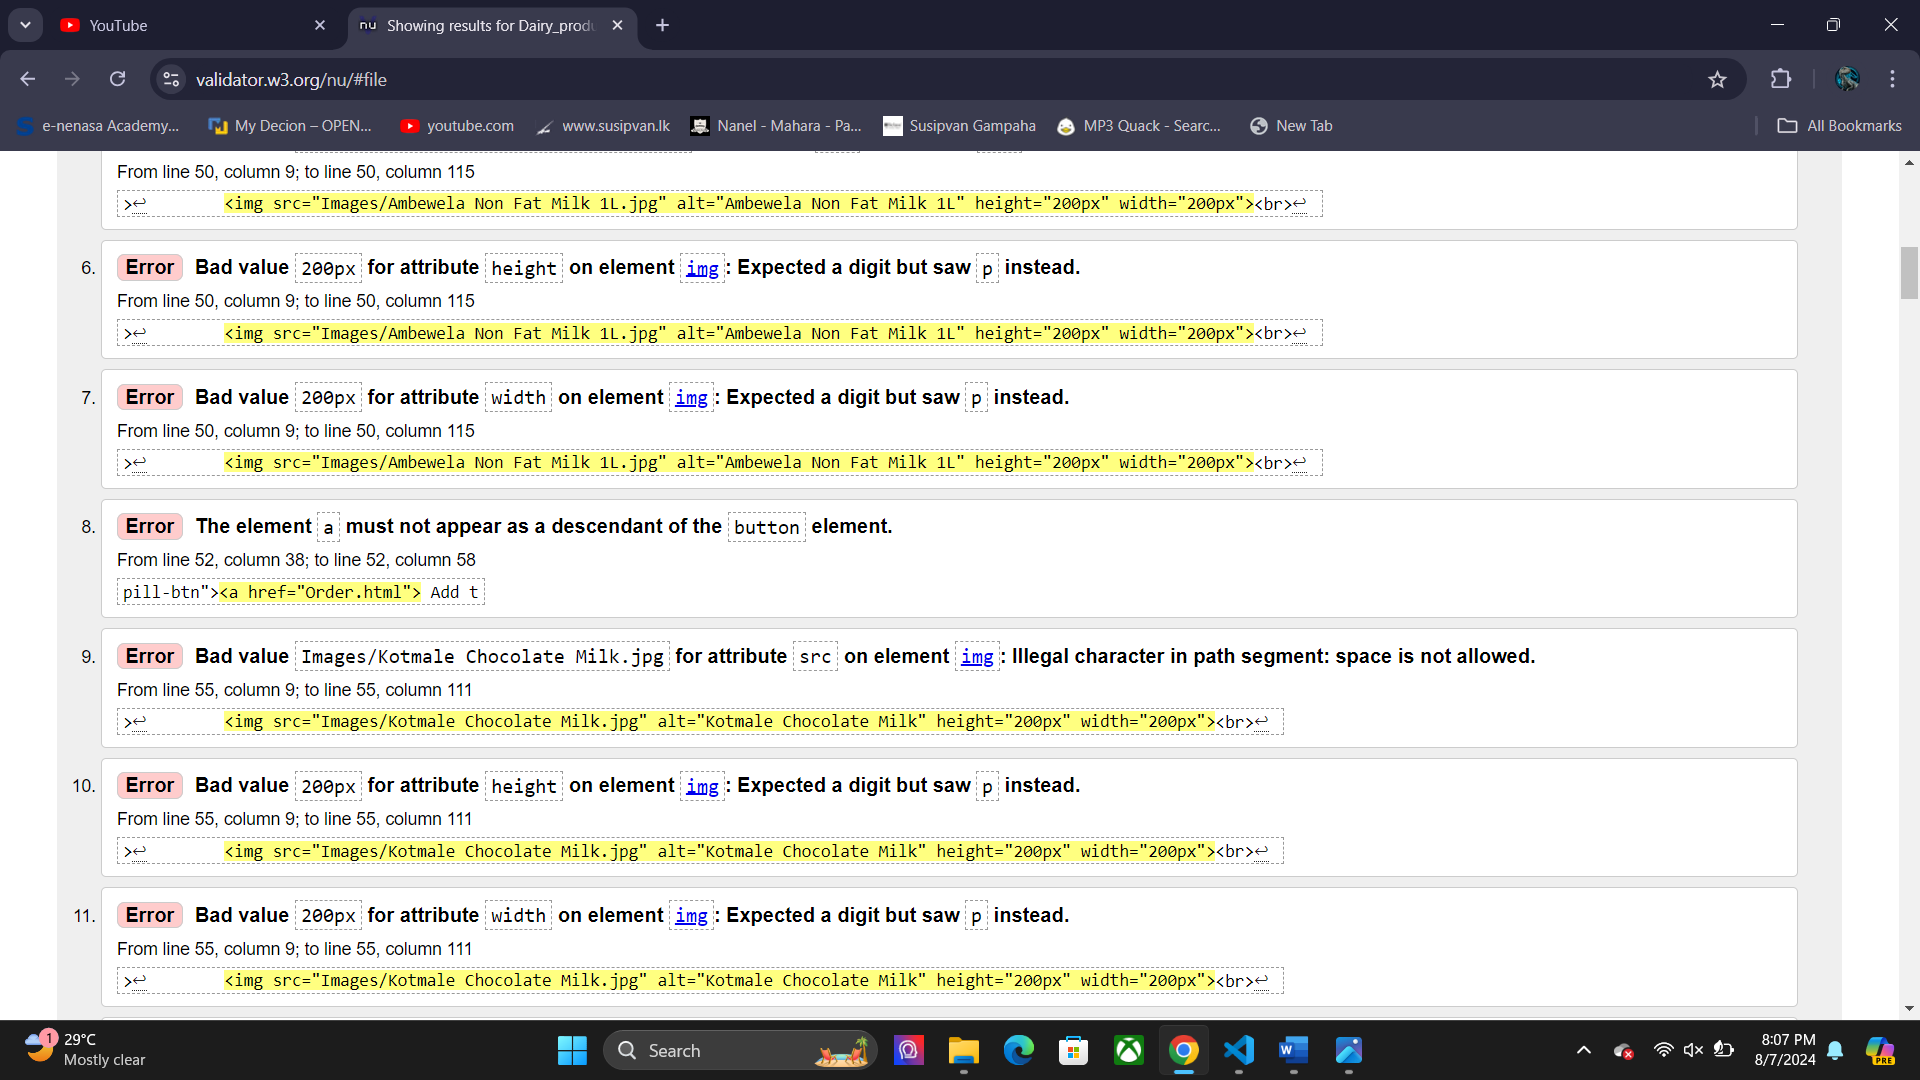 YouTube
Showing results for Dairy_produ
validator.w3.org/nu/#file
e-nenasa Academy...
My Decion – OPEN...
youtube.com
www.susipvan.lk
Nanel - Mahara - Pa...
Susipvan Gampaha
MP3 Quack - Searc...
New Tab
All Bookmarks
From line 50, column 9; to line 50, column 115
>↩        <img src="Images/Ambewela Non Fat Milk 1L.jpg" alt="Ambewela Non Fat Milk 1L" height="200px" width="200px"><br>↩
6. Error Bad value 200px for attribute height on element img: Expected a digit but saw p instead.
From line 50, column 9; to line 50, column 115
>↩        <img src="Images/Ambewela Non Fat Milk 1L.jpg" alt="Ambewela Non Fat Milk 1L" height="200px" width="200px"><br>↩
7. Error Bad value 200px for attribute width on element img: Expected a digit but saw p instead.
From line 50, column 9; to line 50, column 115
>↩        <img src="Images/Ambewela Non Fat Milk 1L.jpg" alt="Ambewela Non Fat Milk 1L" height="200px" width="200px"><br>↩
8. Error The element a must not appear as a descendant of the button element.
From line 52, column 38; to line 52, column 58
pill-btn"><a href="Order.html"> Add t
9. Error Bad value Images/Kotmale Chocolate Milk.jpg for attribute src on element img: Illegal character in path segment: space is not allowed.
From line 55, column 9; to line 55, column 111
>↩        <img src="Images/Kotmale Chocolate Milk.jpg" alt="Kotmale Chocolate Milk" height="200px" width="200px"><br>↩
10. Error Bad value 200px for attribute height on element img: Expected a digit but saw p instead.
From line 55, column 9; to line 55, column 111
>↩        <img src="Images/Kotmale Chocolate Milk.jpg" alt="Kotmale Chocolate Milk" height="200px" width="200px"><br>↩
11. Error Bad value 200px for attribute width on element img: Expected a digit but saw p instead.
From line 55, column 9; to line 55, column 111
>↩        <img src="Images/Kotmale Chocolate Milk.jpg" alt="Kotmale Chocolate Milk" height="200px" width="200px"><br>↩
1
29°C
Mostly clear
Search
8:07 PM
8/7/2024
PRE